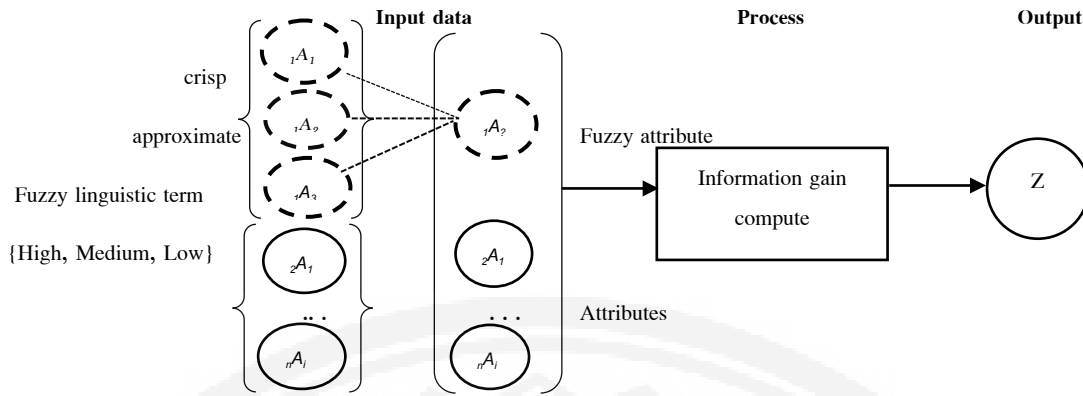 Input data
Process
Output
₁A₁
crisp
₁A₂
₁A?
approximate
Fuzzy attribute
Information gain
compute
Z
₁A₃
Fuzzy linguistic term
{High, Medium, Low}
₂A₁
₂A₁
...
...
Attributes
ₙAᵢ
ₙAᵢ